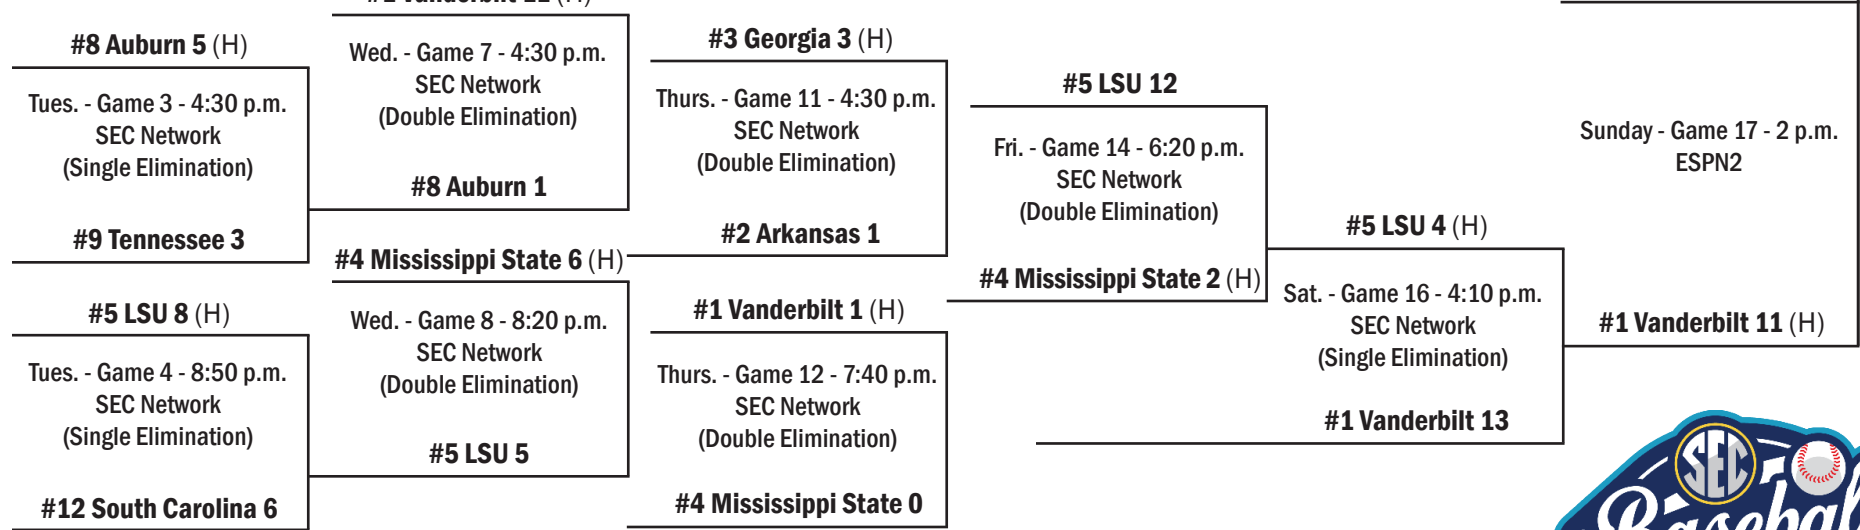 #8 Auburn 5 (H)
Tues. - Game 3 - 4:30 p.m.
SEC Network
(Single Elimination)
#9 Tennessee 3
#5 LSU 8 (H)
Tues. - Game 4 - 8:50 p.m.
SEC Network
(Single Elimination)
#12 South Carolina 6
Wed. - Game 7 - 4:30 p.m.
SEC Network
(Double Elimination)
#8 Auburn 1
#4 Mississippi State 6 (H)
Wed. - Game 8 - 8:20 p.m.
SEC Network
(Double Elimination)
#5 LSU 5
#3 Georgia 3 (H)
Thurs. - Game 11 - 4:30 p.m.
SEC Network
(Double Elimination)
#2 Arkansas 1
#1 Vanderbilt 1 (H)
Thurs. - Game 12 - 7:40 p.m.
SEC Network
(Double Elimination)
#4 Mississippi State 0
#5 LSU 12
Fri. - Game 14 - 6:20 p.m.
SEC Network
(Double Elimination)
#4 Mississippi State 2 (H)
#5 LSU 4 (H)
Sat. - Game 16 - 4:10 p.m.
SEC Network
(Single Elimination)
#1 Vanderbilt 13
Sunday - Game 17 - 2 p.m.
ESPN2
#1 Vanderbilt 11 (H)
SEC
Baseball